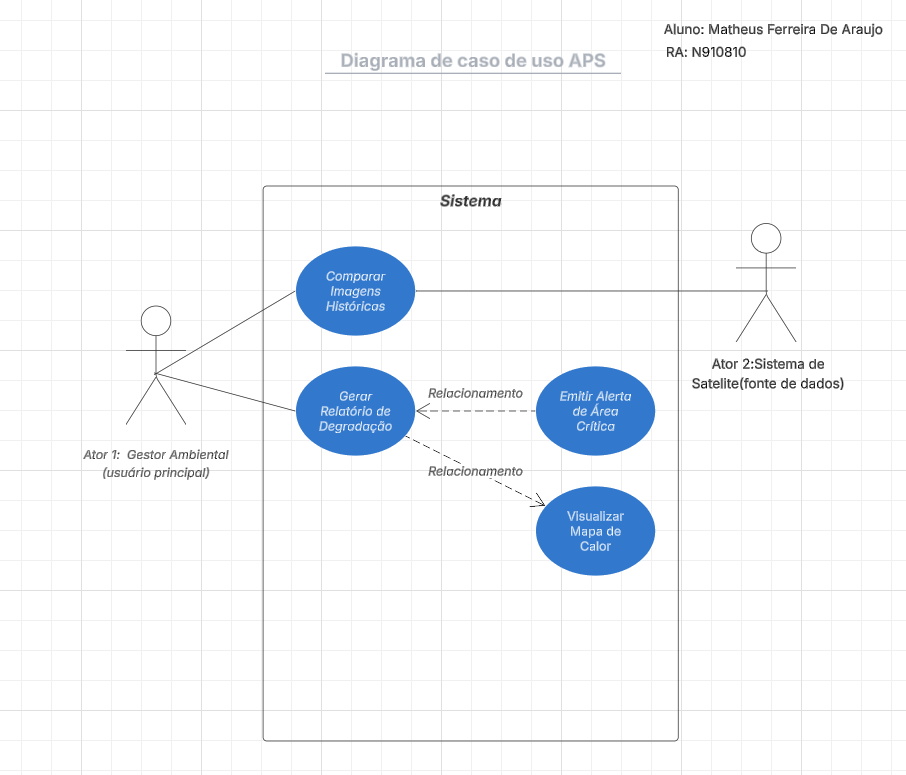 Aluno: Matheus Ferreira De Araujo
RA: N910810
Diagrama de caso de uso APS
Sistema
Comparar
Imagens
Históricas
Gerar
Relatório de
Degradação
Relacionamento
Emitir Alerta
de Área
Crítica
Relacionamento
Visualizar
Mapa de
Calor
Ator 1:  Gestor Ambiental
(usuário principal)
Ator 2:Sistema de
Satelite(fonte de dados)